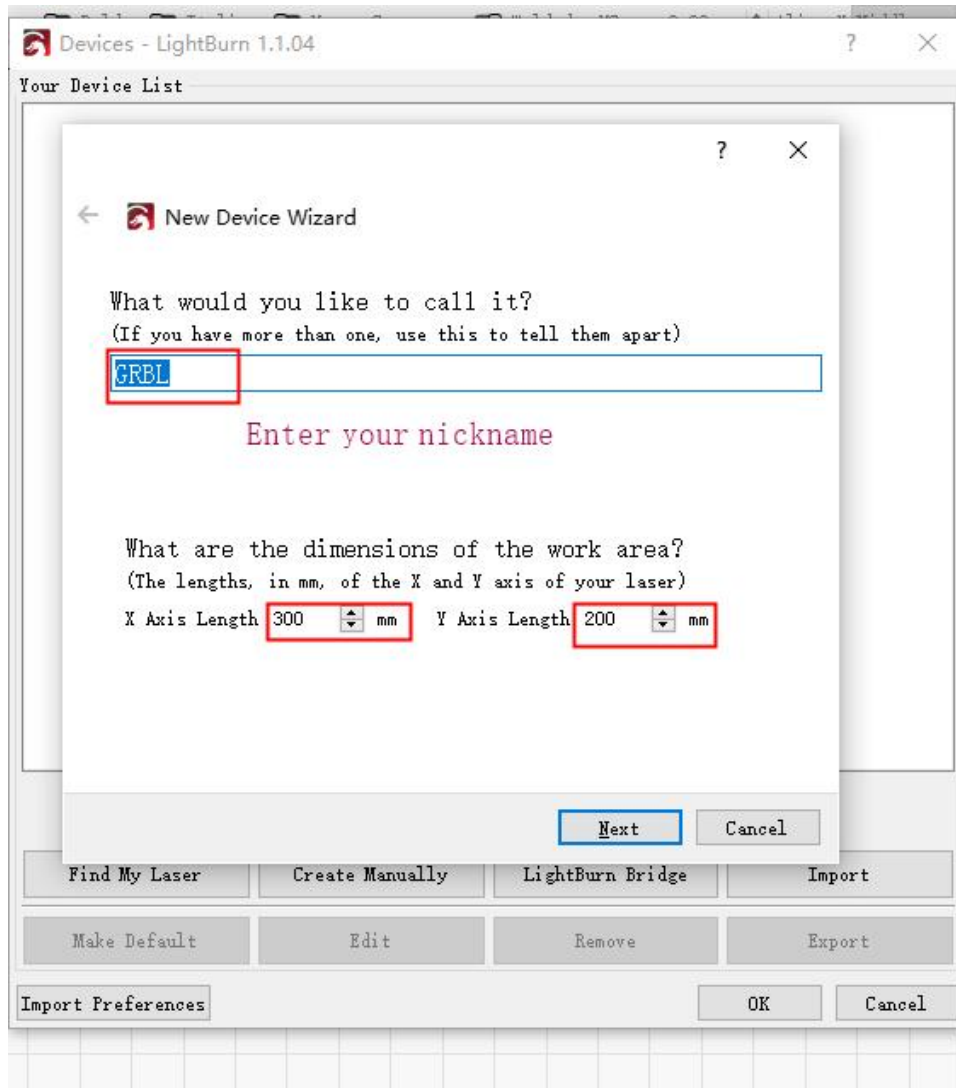 Devices - LightBurn 1.1.04
?
Your Device List
?
New Device Wizard
What would you like to call it?
(If you have more than one, use this to tell them apart)
GRBL
Enter your nickname
What are the dimensions of the work area?
(The lengths, in mm, of the X and Y axis of your laser)
X Axis Length 300 mm Y Axis Length 200 mm
Next Cancel
Find My Laser Create Manually LightBurn Bridge Import
Make Default Edit Remove Export
Import Preferences OK Cancel